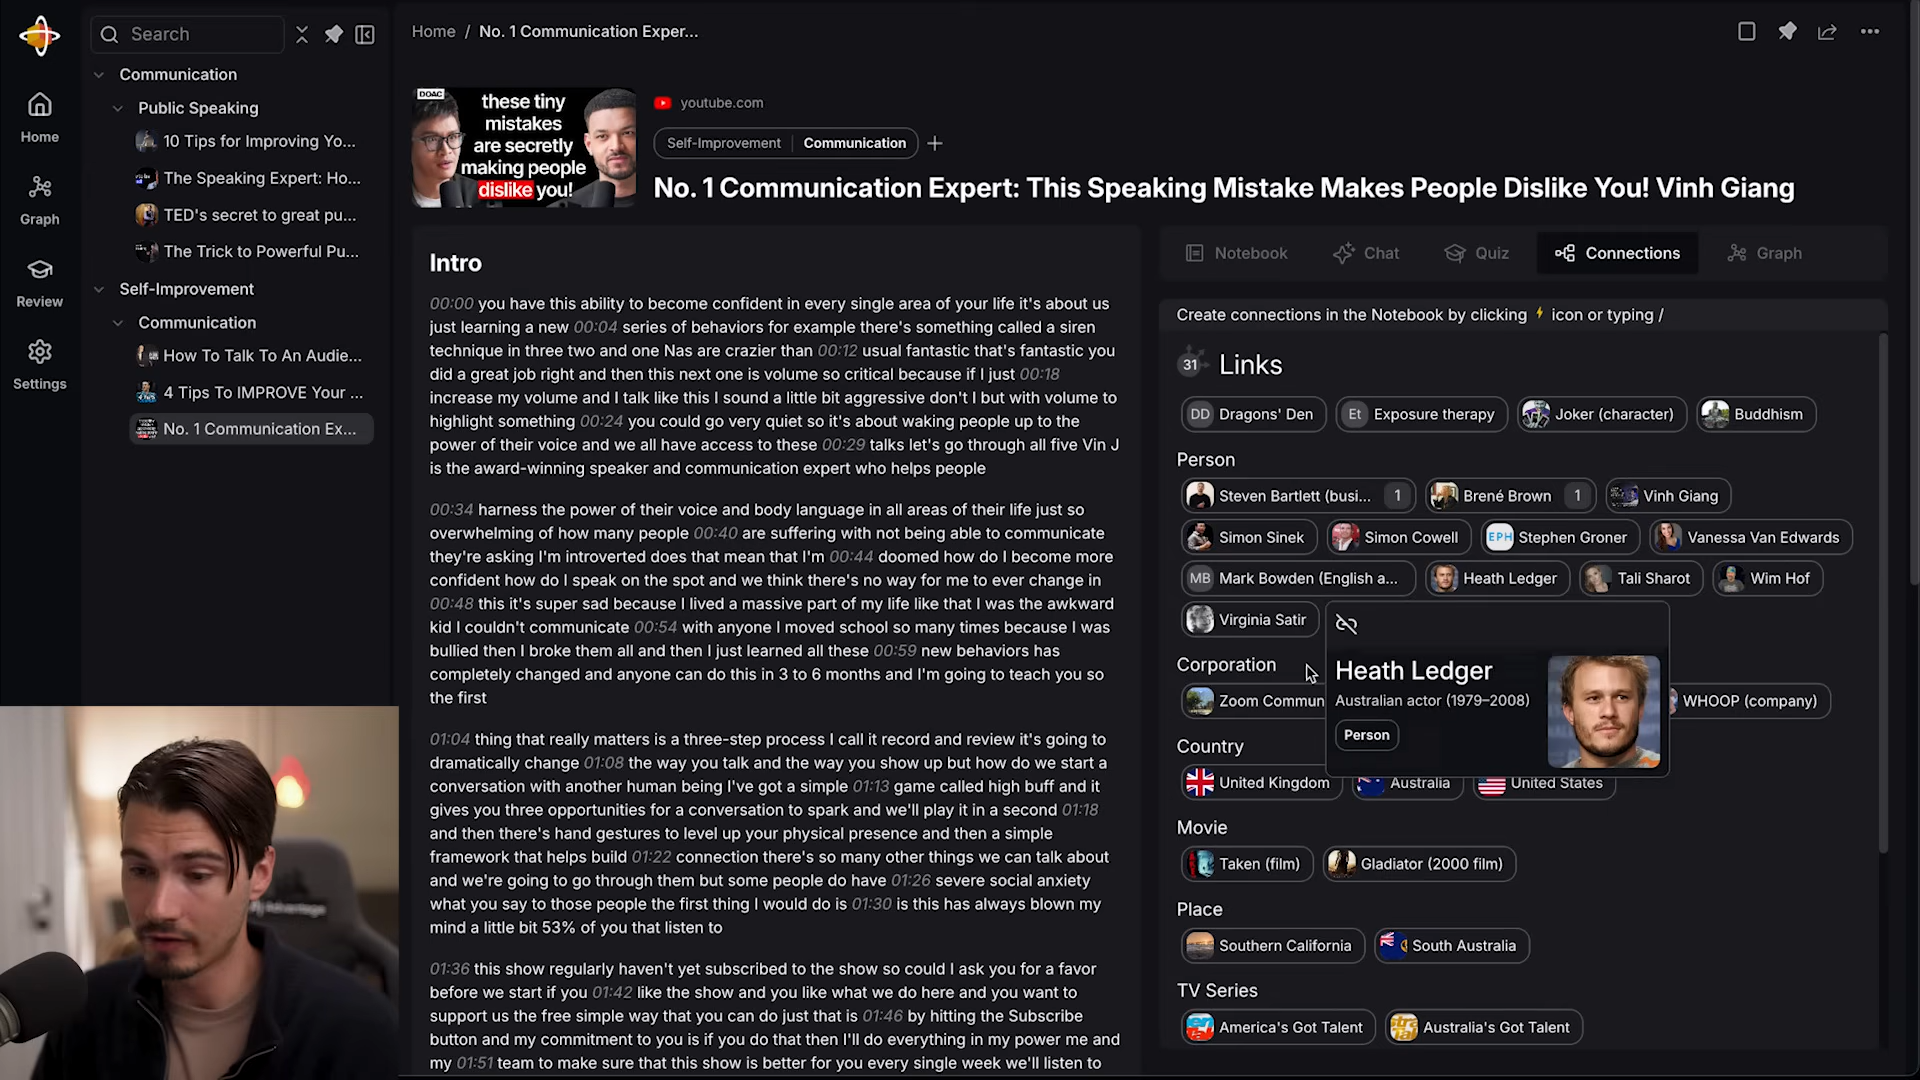 Search
Home / No. 1 Communication Exper...
Communication
Public Speaking
10 Tips for Improving Yo...
The Speaking Expert: Ho...
TED's secret to great pu...
The Trick to Powerful Pu...
Self-Improvement
Communication
How To Talk To An Audie...
4 Tips To IMPROVE Your ...
No. 1 Communication Ex...
Home
Graph
Review
Settings
DOAC
these tiny
mistakes
are secretly
making people
dislike you!
youtube.com
Self-Improvement Communication
No. 1 Communication Expert: This Speaking Mistake Makes People Dislike You! Vinh Giang
Intro
00:00 you have this ability to become confident in every single area of your life it's about us
just learning a new 00:04 series of behaviors for example there's something called a siren
technique in three two and one Nas are crazier than 00:12 usual fantastic that's fantastic you
did a great job right and then this next one is volume so critical because if I just 00:18
increase my volume and I talk like this I sound a little bit aggressive don't I but with volume to
highlight something 00:24 you could go very quiet so it's about waking people up to the
power of their voice and we all have access to these 00:29 talks let's go through all five Vin J
is the award-winning speaker and communication expert who helps people
00:34 harness the power of their voice and body language in all areas of their life just so
overwhelming of how many people 00:40 are suffering with not being able to communicate
they're asking I'm introverted does that mean that I'm 00:44 doomed how do I become more
confident how do I speak on the spot and we think there's no way for me to ever change in
00:48 this it's super sad because I lived a massive part of my life like that I was the awkward
kid I couldn't communicate 00:54 with anyone I moved school so many times because I was
bullied then I broke them all and then I just learned all these 00:59 new behaviors has
completely changed and anyone can do this in 3 to 6 months and I'm going to teach you so
the first
01:04 thing that really matters is a three-step process I call it record and review it's going to
dramatically change 01:08 the way you talk and the way you show up but how do we start a
conversation with another human being I've got a simple 01:13 game called high buff and it
gives you three opportunities for a conversation to spark and we'll play it in a second 01:18
and then there's hand gestures to level up your physical presence and then a simple
framework that helps build 01:22 connection there's so many other things we can talk about
and we're going to go through them but some people do have 01:26 severe social anxiety
what you say to those people the first thing I would do is 01:30 is this has always blown my
mind a little bit 53% of you that listen to
01:36 this show regularly haven't yet subscribed to the show so could I ask you for a favor
before we start if you 01:42 like the show and you like what we do here and you want to
support us the free simple way that you can do just that is 01:46 by hitting the Subscribe
button and my commitment to you is if you do that then I'll do everything in my power me and
my 01:51 team to make sure that this show is better for you every single week we'll listen to
Notebook Chat Quiz Connections Graph
Create connections in the Notebook by clicking icon or typing /
31 Links
DD Dragons' Den Et Exposure therapy Joker (character) Buddhism
Person
Steven Bartlett (busi... 1 Brené Brown 1 Vinh Giang
Simon Sinek Simon Cowell EPH Stephen Groner Vanessa Van Edwards
MB Mark Bowden (English a... Heath Ledger Tali Sharot Wim Hof
Virginia Satir
Heath Ledger
Australian actor (1979–2008)
Person
Corporation
Zoom Commun WHOOP (company)
Country
United Kingdom Australia United States
Movie
Taken (film) Gladiator (2000 film)
Place
Southern California South Australia
TV Series
America's Got Talent Australia's Got Talent